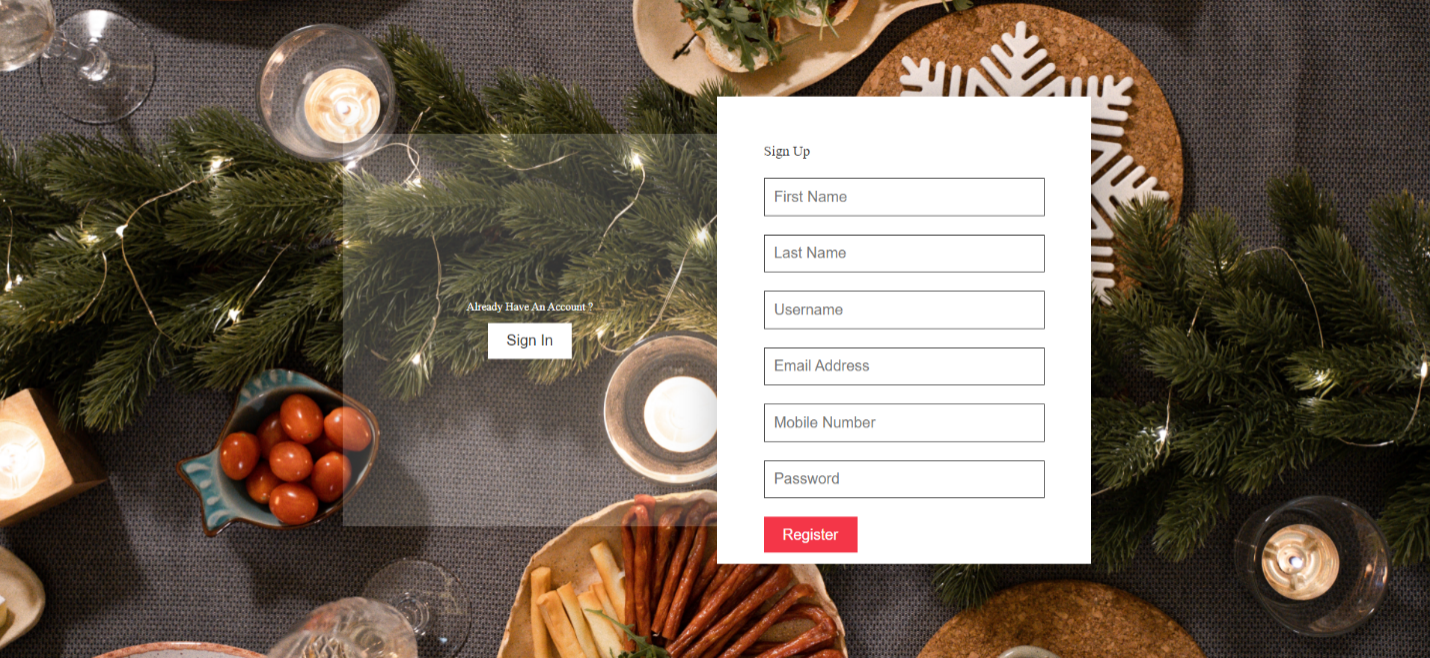 Already Have An Account ?
Sign In
Sign Up
First Name
Last Name
Username
Email Address
Mobile Number
Password
Register